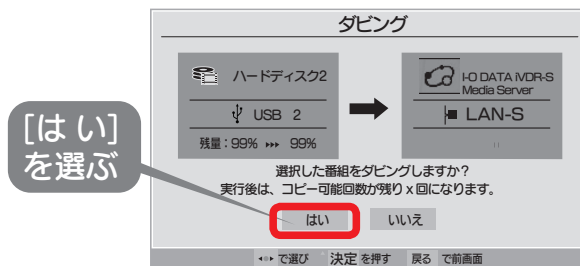 ダビング
ハードディスク2
USB 2
残量：99% ▸▸▸ 99%
I-O DATA iVDR-S
Media Server
LAN-S
[はい]
を選ぶ
選択した番組をダビングしますか？
実行後は、コピー可能回数が残りx回になります。
はい いいえ
で選び 決定 を押す 戻る で前画面